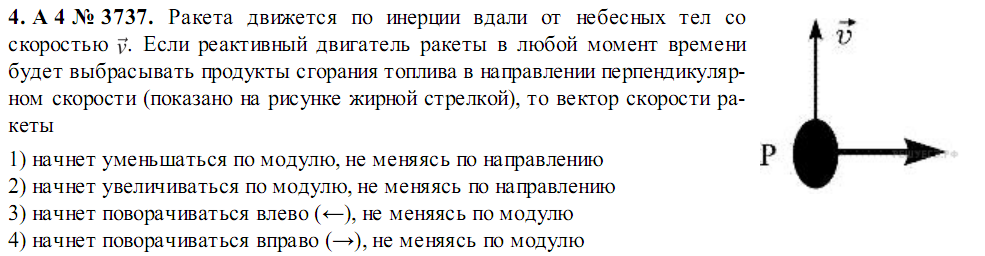 4. А 4 № 3737. Ракета движется по инерции вдали от небесных тел со
скоростью v⃗. Если реактивный двигатель ракеты в любой момент времени
будет выбрасывать продукты сгорания топлива в направлении перпендикуляр-
ном скорости (показано на рисунке жирной стрелкой), то вектор скорости ра-
кеты
1) начнет уменьшаться по модулю, не меняясь по направлению
2) начнет увеличиваться по модулю, не меняясь по направлению
3) начнет поворачиваться влево (←), не меняясь по модулю
4) начнет поворачиваться вправо (→), не меняясь по модулю
v⃗
Р